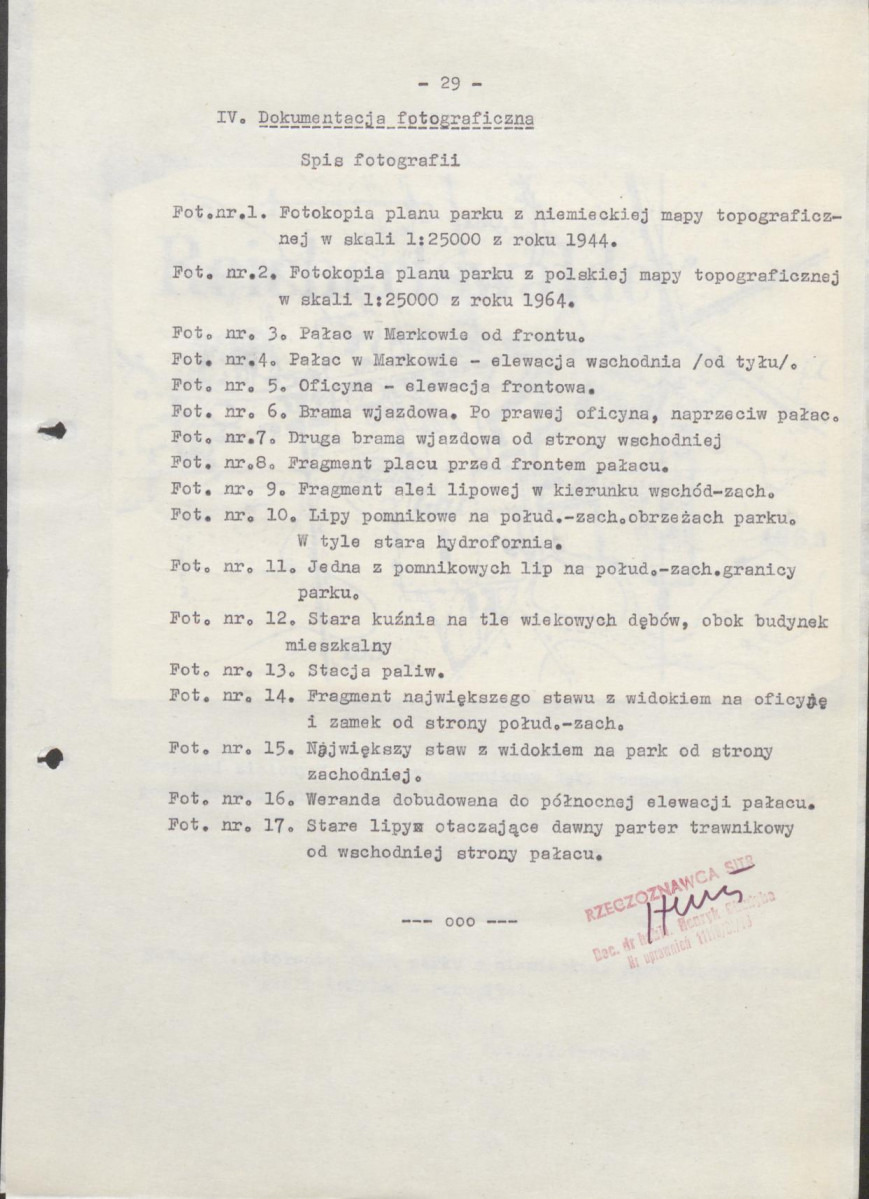 - 29 -
IV. Dokumentacja fotograficzna
Spis fotografii
Fot.nr.1. Fotokopia planu parku z niemieckiej mapy topograficz-
nej w skali 1:25000 z roku 1944.
Fot. nr.2. Fotokopia planu parku z polskiej mapy topograficznej
w skali 1:25000 z roku 1964.
Fot. nr. 3. Pałac w Markowie od frontu.
Fot. nr.4. Pałac w Markowie - elewacja wschodnia /od tyłu/.
Fot. nr. 5. Oficyna - elewacja frontowa.
Fot. nr. 6. Brama wjazdowa. Po prawej oficyna, naprzeciw pałac.
Fot. nr.7. Druga brama wjazdowa od strony wschodniej
Fot. nr.8. Fragment placu przed frontem pałacu.
Fot. nr. 9. Fragment alei lipowej w kierunku wschód-zach.
Fot. nr. 10. Lipy pomnikowe na połud.-zach.obrzeżach parku.
W tyle stara hydrofornia.
Fot. nr. 11. Jedna z pomnikowych lip na połud.-zach.granicy
parku.
Fot. nr. 12. Stara kuźnia na tle wiekowych dębów, obok budynek
mieszkalny
Fot. nr. 13. Stacja paliw.
Fot. nr. 14. Fragment największego stawu z widokiem na oficynę
i zamek od strony połud.-zach.
Fot. nr. 15. Największy staw z widokiem na park od strony
zachodniej.
Fot. nr. 16. Weranda dobudowana do północnej elewacji pałacu.
Fot. nr. 17. Stare lipyx otaczające dawny parter trawnikowy
od wschodniej strony pałacu.
--- ooo ---
RZECZOZNAWCA SITR
Doc. dr Henryk
Nr uprawnień